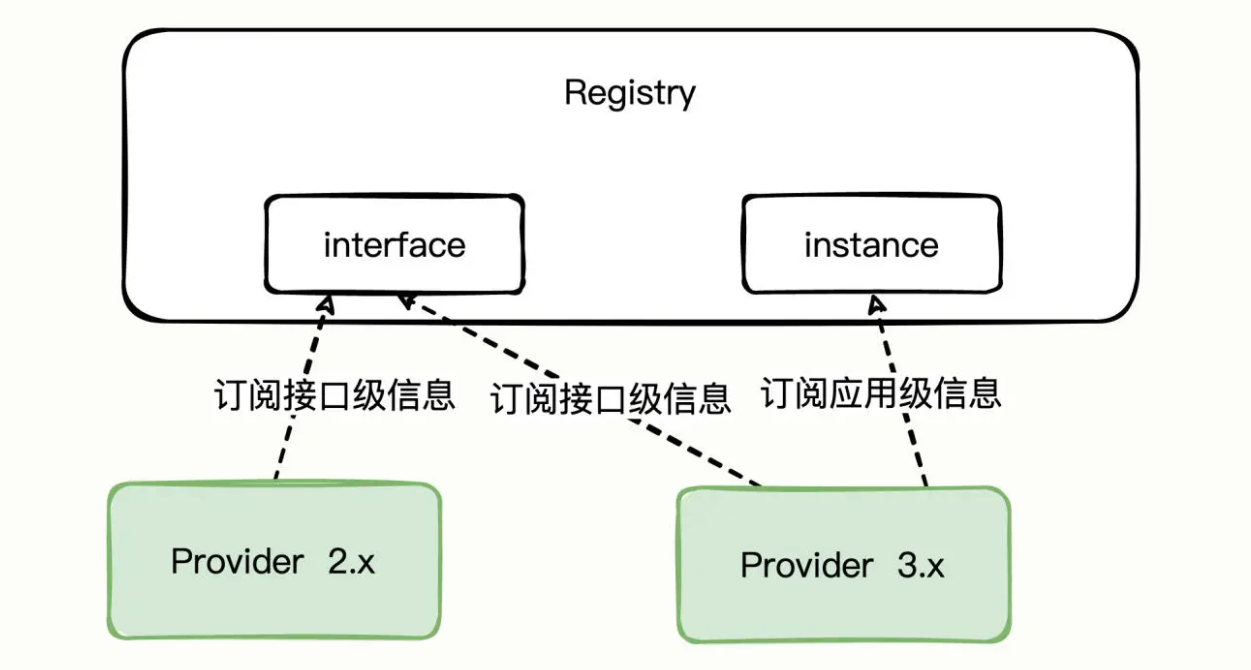 Registry
interface
instance
订阅接口级信息
订阅接口级信息
订阅应用级信息
Provider 2.x
Provider 3.x